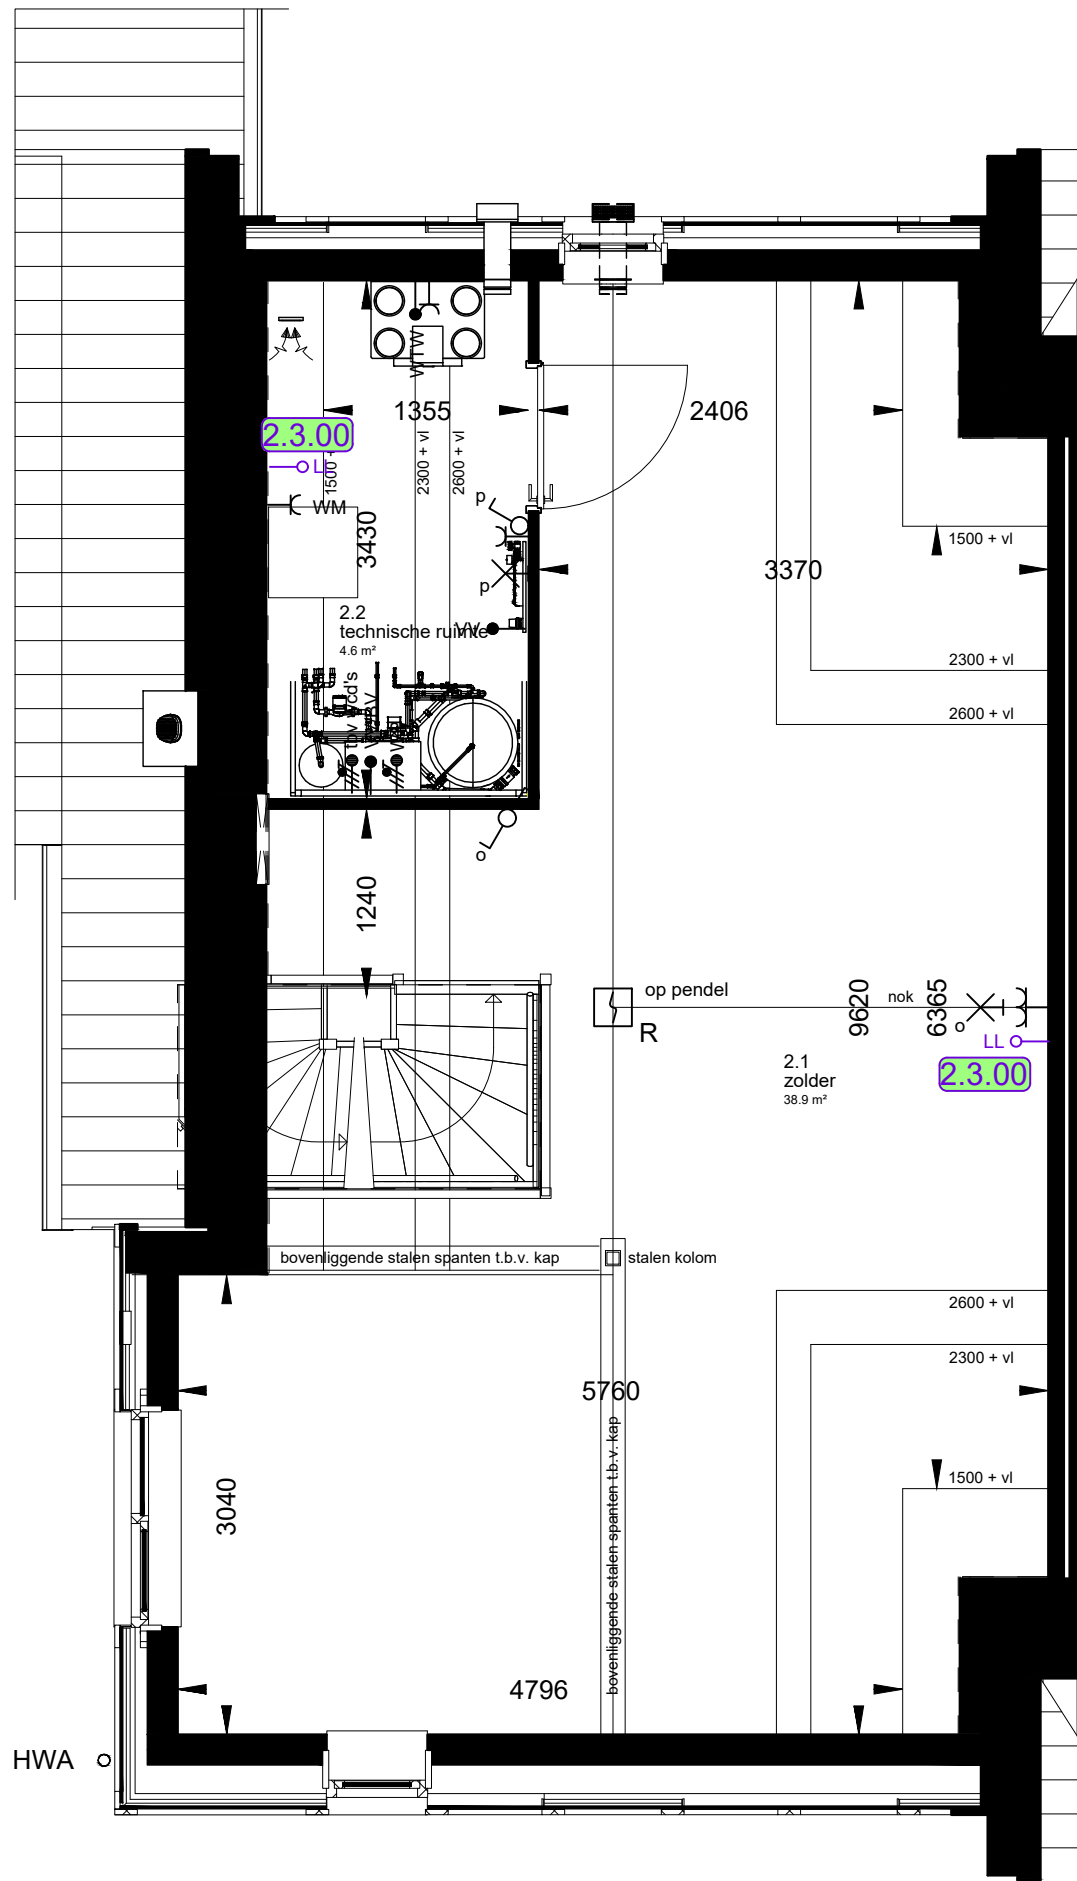 WTW
1355
2406
2.3.00
LL
1500 + vl
2300 + vl
2600 + vl
WM
3430
p
p
1500 + vl
3370
2.2
technische ruimte
4.6 m²
VV
2300 + vl
2600 + vl
o
1240
op pendel
R
9620
nok
6365
o
LL
2.3.00
2.1
zolder
38.9 m²
bovenliggende stalen spanten t.b.v. kap
stalen kolom
2600 + vl
2300 + vl
5760
bovenliggende stalen spanten t.b.v. kap
1500 + vl
3040
4796
HWA